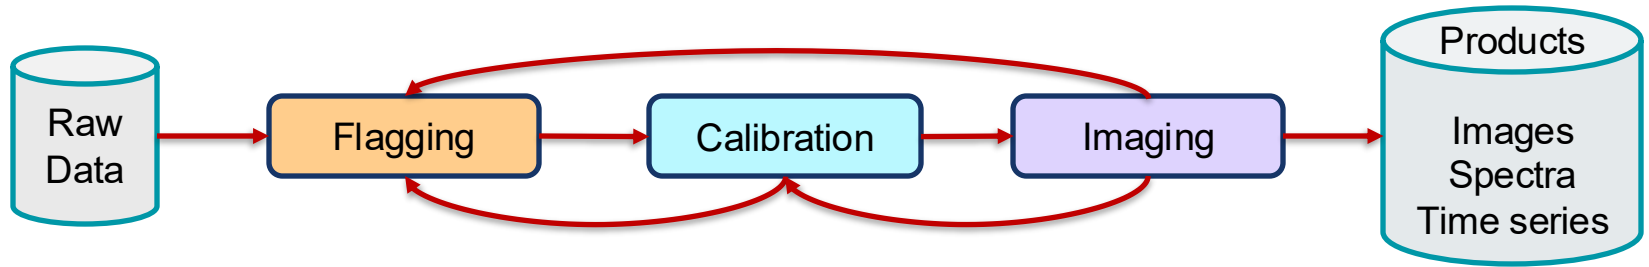 Raw
Data
Flagging
Calibration
Imaging
Products
Images
Spectra
Time series